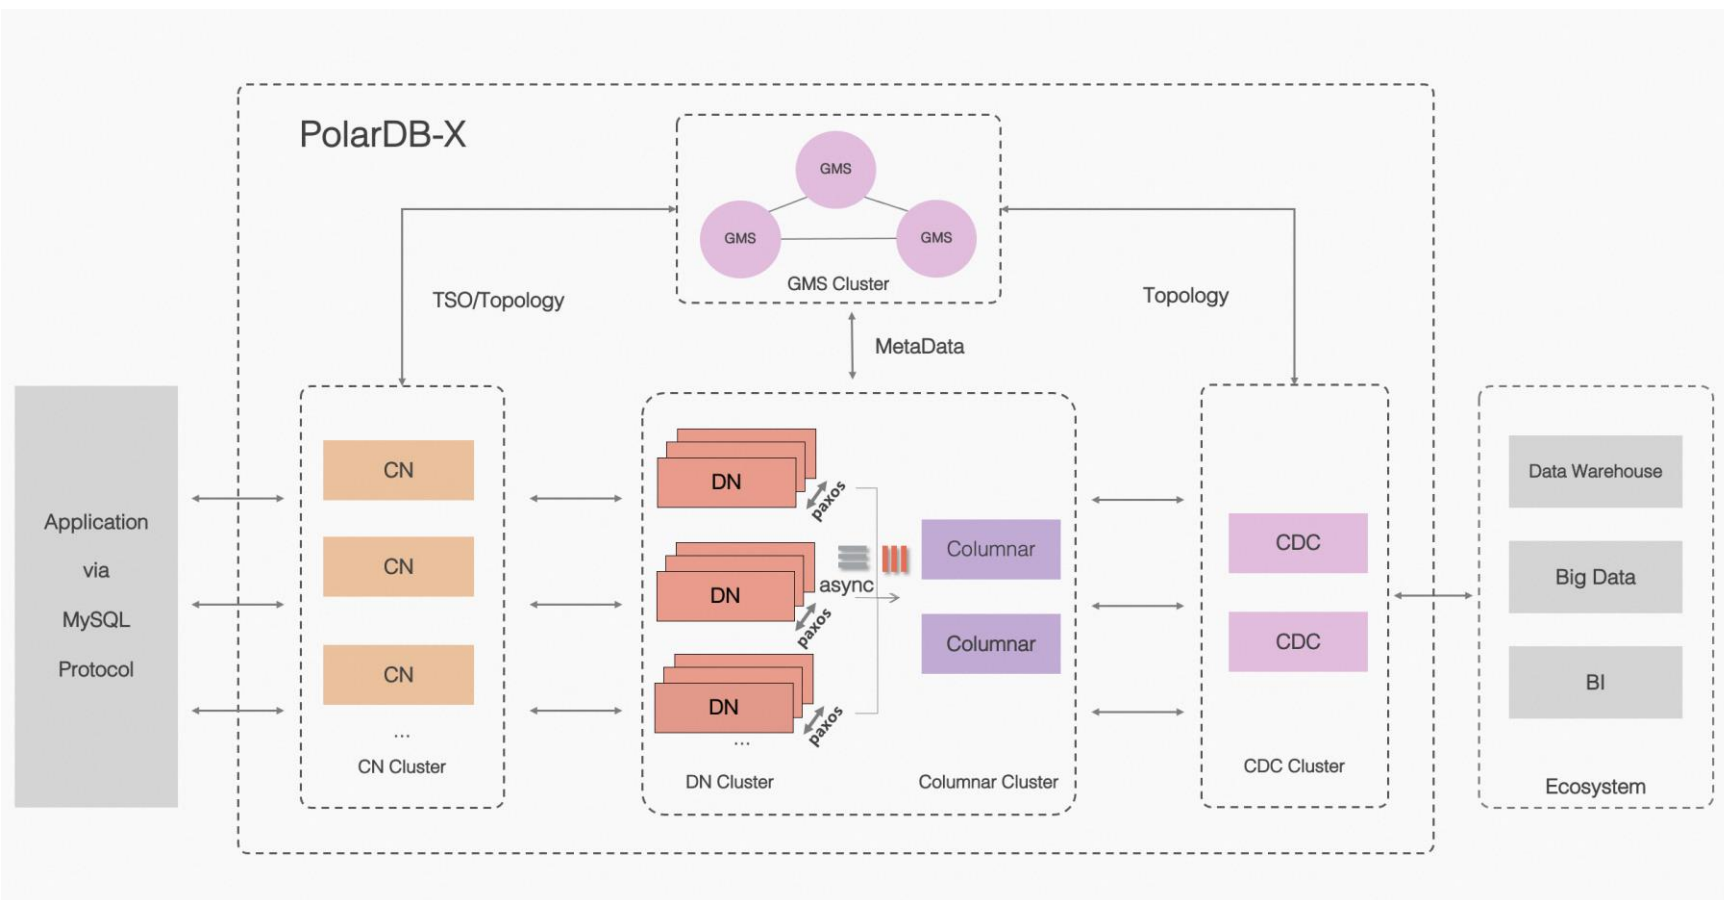 PolarDB-X
GMS
GMS
GMS
GMS Cluster
TSO/Topology
Topology
MetaData
Application
via
MySQL
Protocol
CN
CN
CN
...
CN Cluster
DN
paxos
DN
paxos
DN
paxos
...
DN Cluster
async
Columnar
Columnar
Columnar Cluster
CDC
CDC
CDC Cluster
Data Warehouse
Big Data
BI
Ecosystem